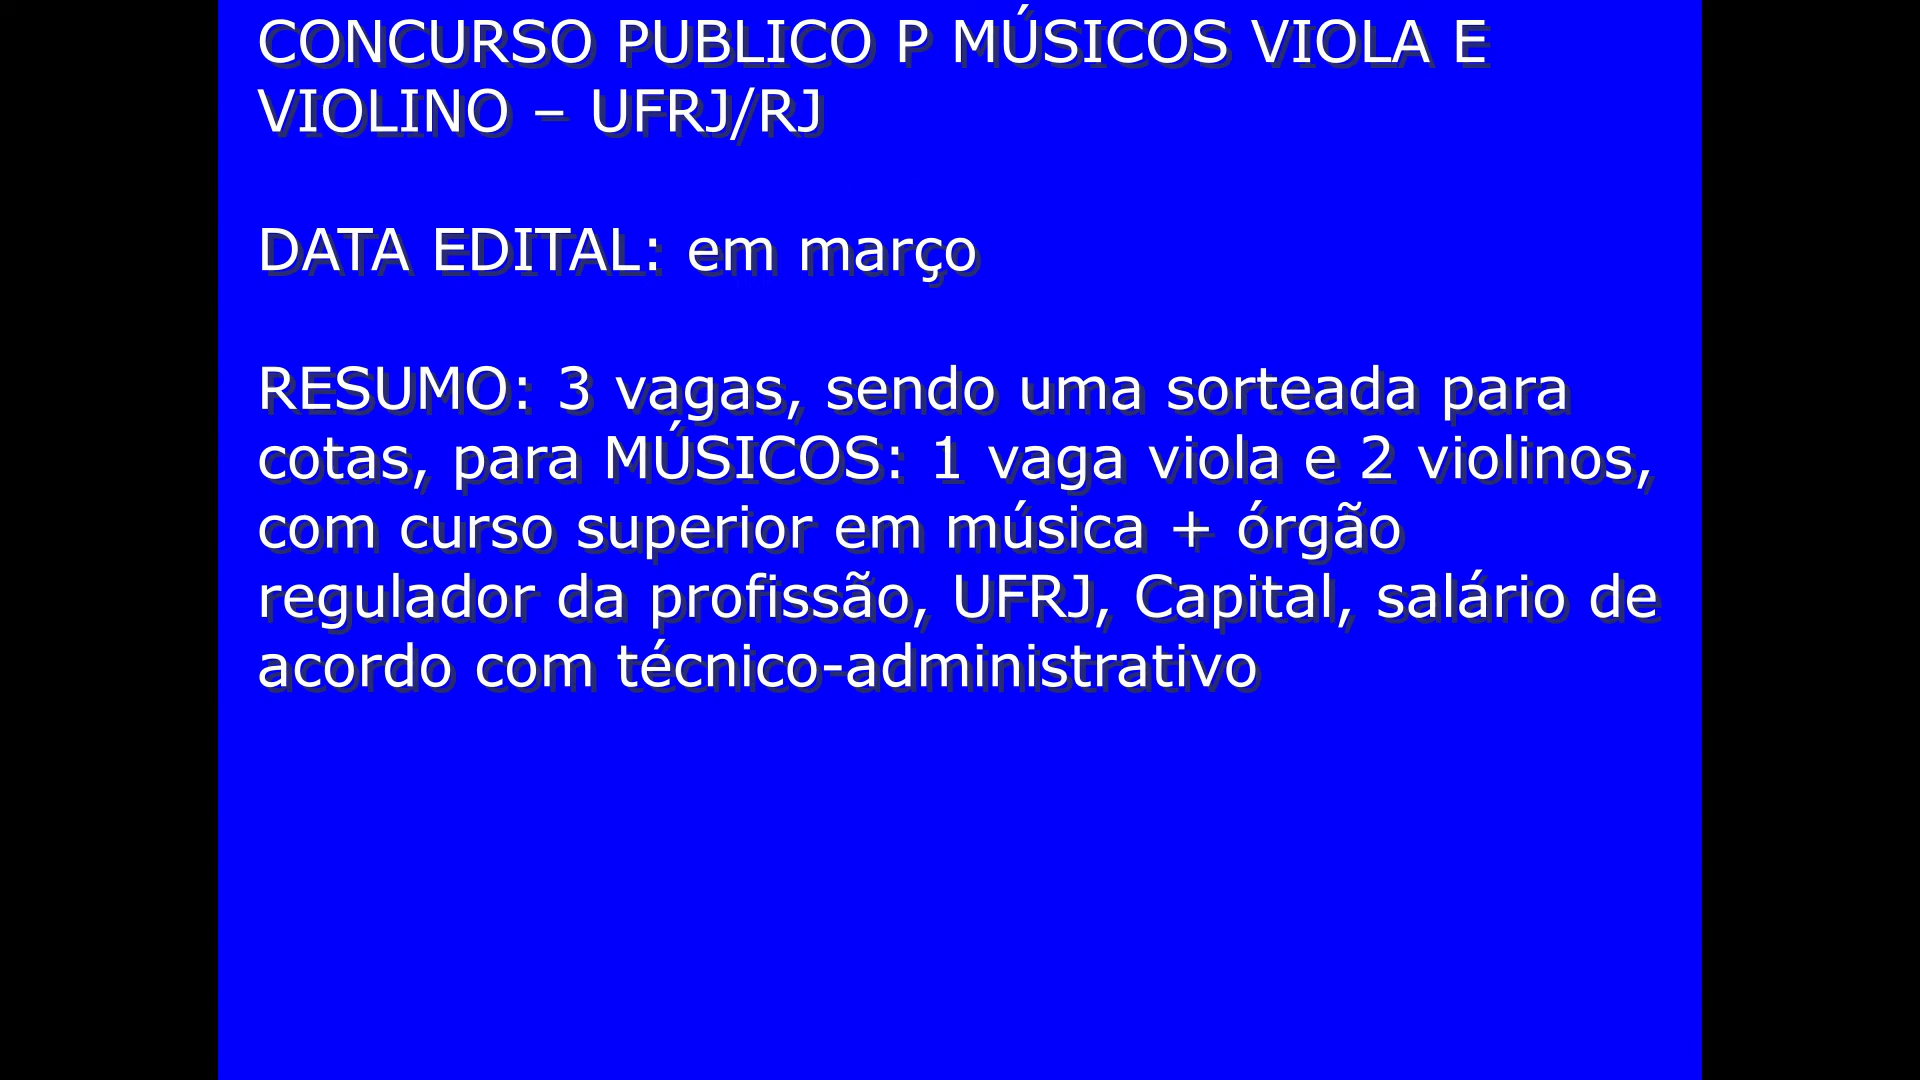 CONCURSO PUBLICO P MÚSICOS VIOLA E
VIOLINO – UFRJ/RJ
DATA EDITAL: em março
RESUMO: 3 vagas, sendo uma sorteada para
cotas, para MÚSICOS: 1 vaga viola e 2 violinos,
com curso superior em música + órgão
regulador da profissão, UFRJ, Capital, salário de
acordo com técnico-administrativo